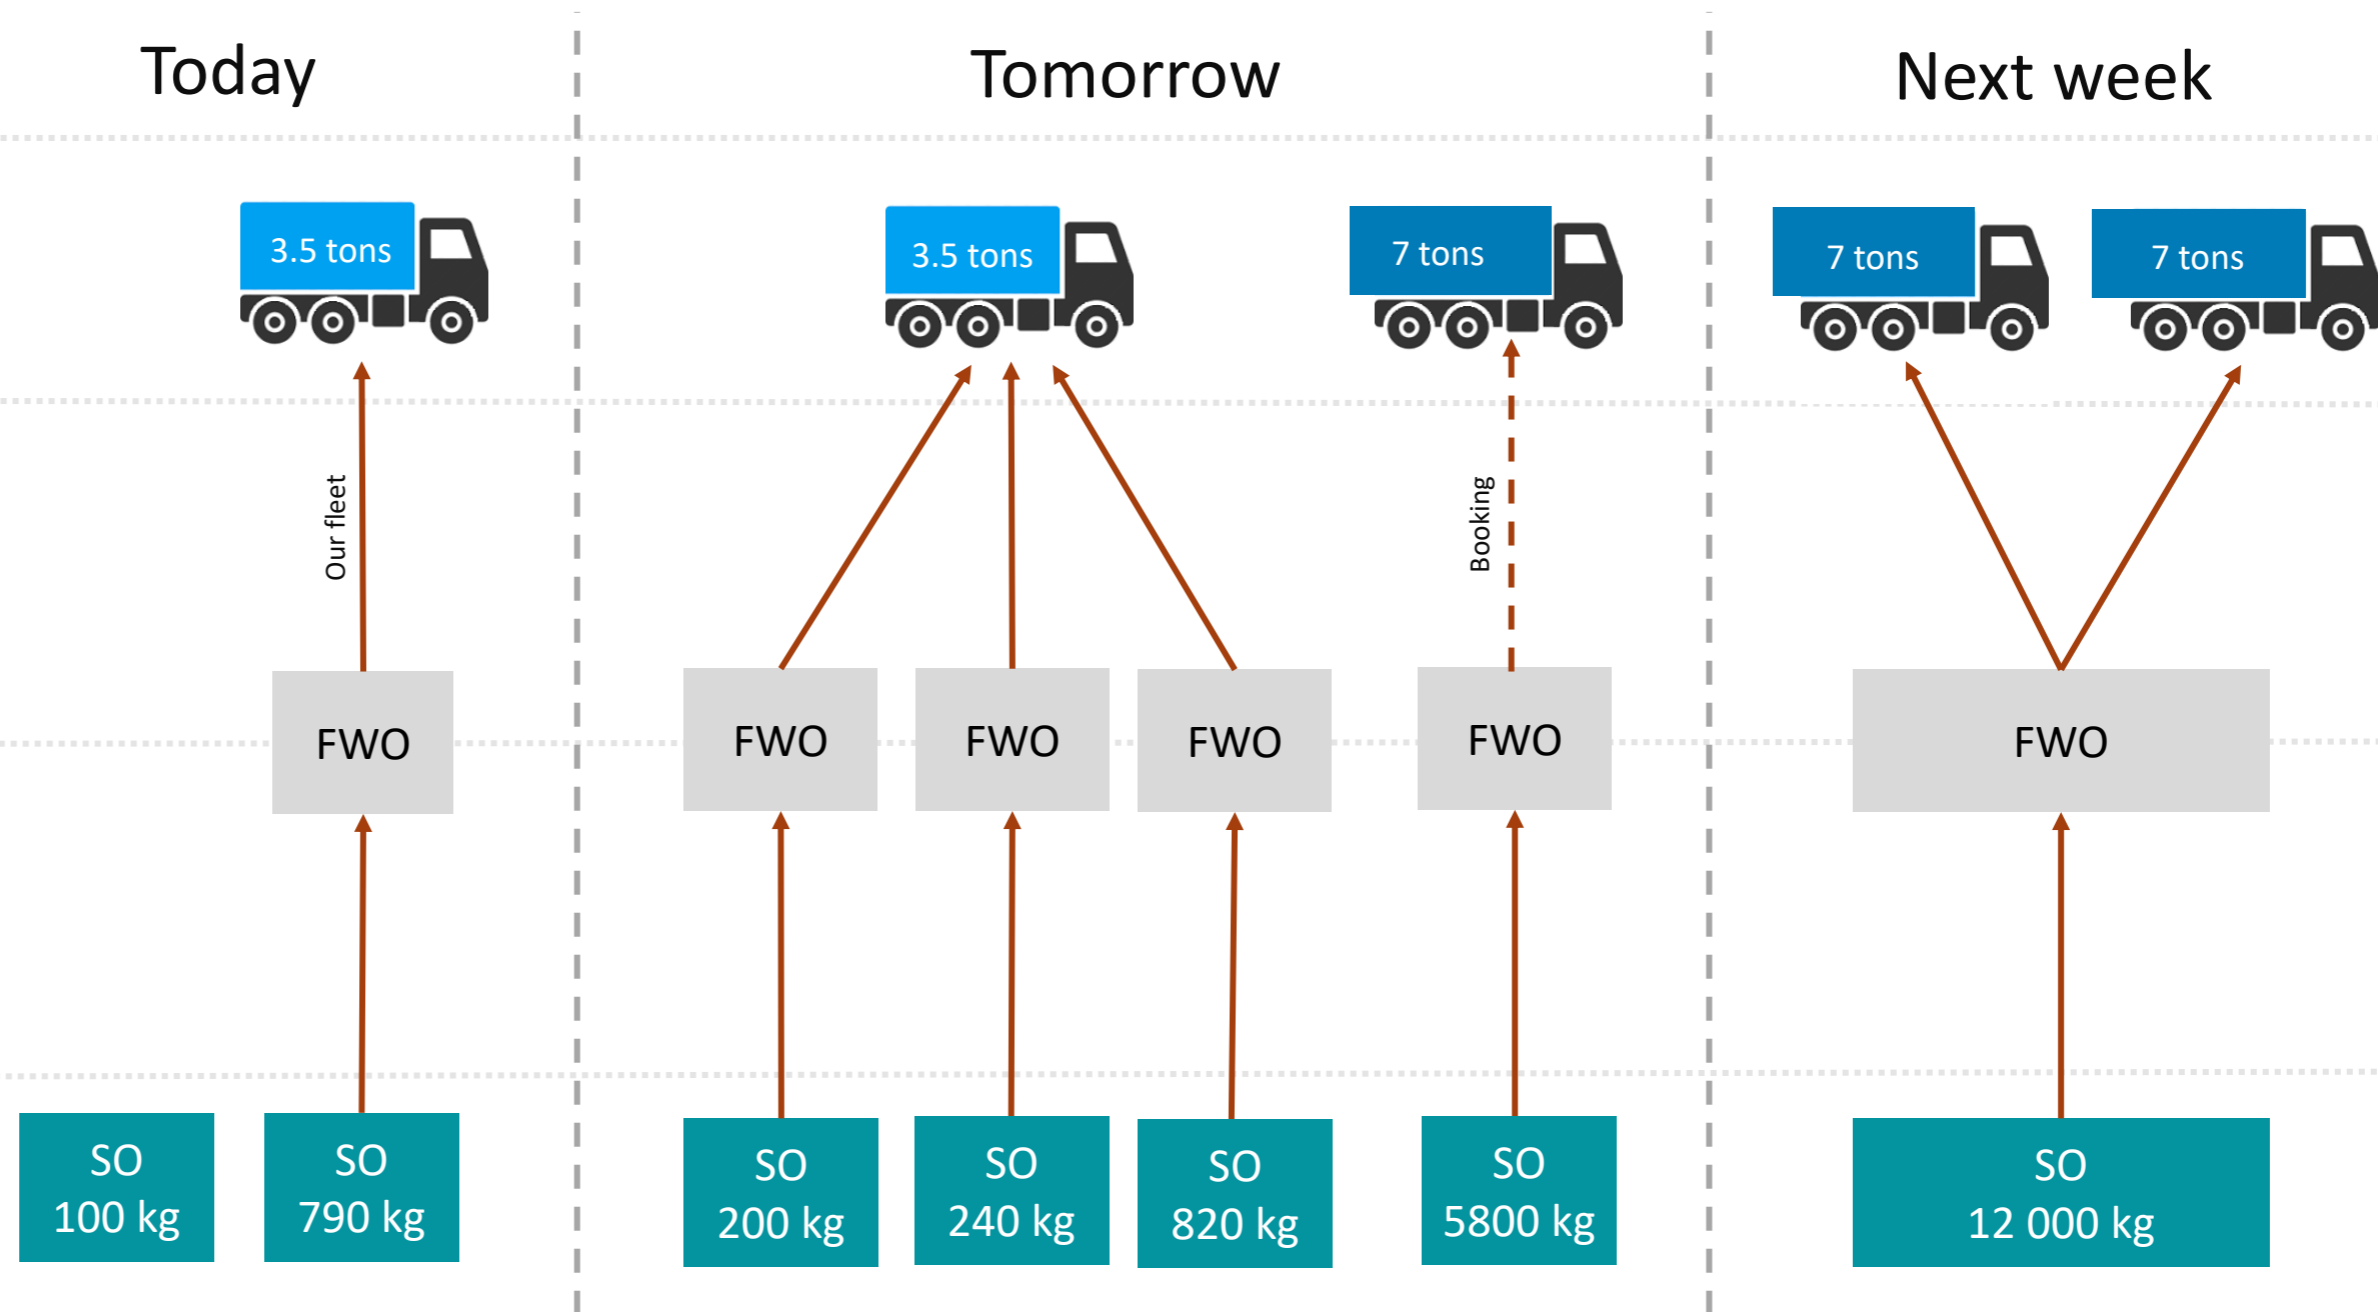 Today
Tomorrow
Next week
3.5 tons
3.5 tons
7 tons
7 tons
7 tons
Our fleet
Booking
FWO
FWO
FWO
FWO
FWO
FWO
SO
100 kg
SO
790 kg
SO
200 kg
SO
240 kg
SO
820 kg
SO
5800 kg
SO
12 000 kg